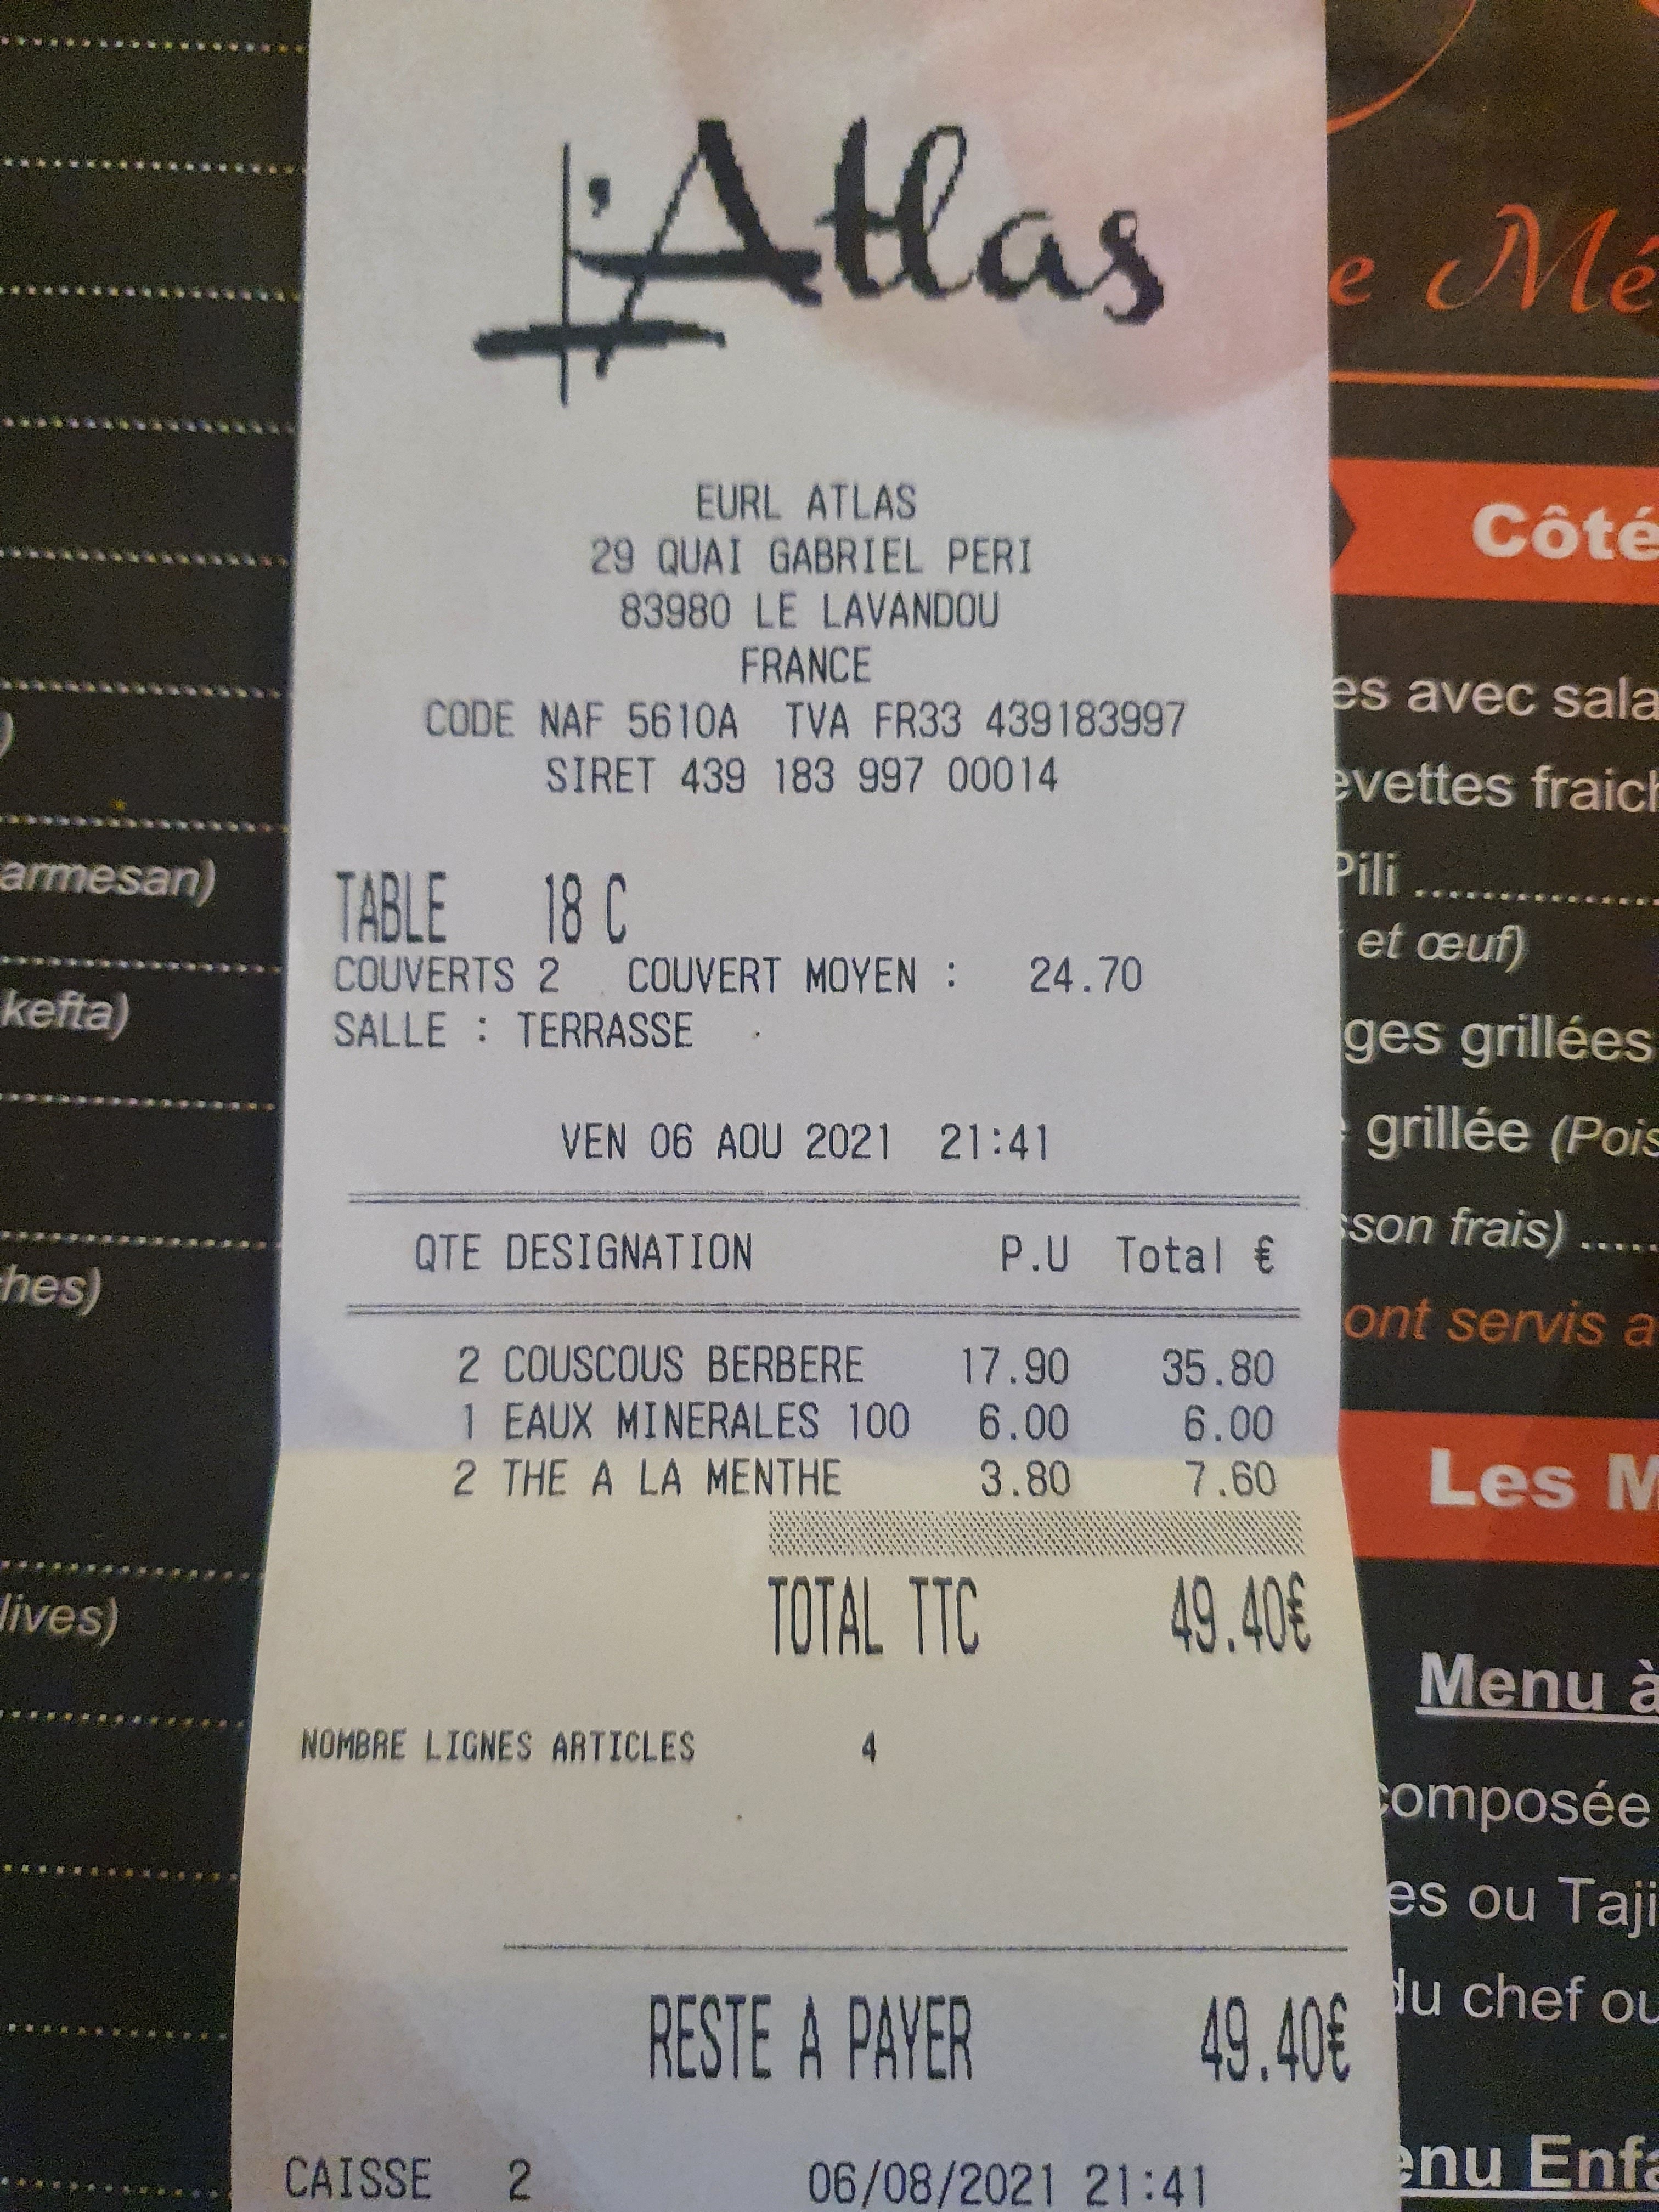 L'Atlas
EURL ATLAS
29 QUAI GABRIEL PERI
83980 LE LAVANDOU
FRANCE
CODE NAF 5610A TVA FR33 439183997
SIRET 439 183 997 00014
TABLE 18 C
COUVERTS 2 COUVERT MOYEN : 24.70
SALLE : TERRASSE
VEN 06 AOU 2021 21:41
QTE DESIGNATION P.U Total €
2 COUSCOUS BERBERE 17.90 35.80
1 EAUX MINERALES 100 6.00 6.00
2 THE A LA MENTHE 3.80 7.60
TOTAL TTC 49.40€
NOMBRE LIGNES ARTICLES 4
RESTE A PAYER 49.40€
CAISSE 2 06/08/2021 21:41
)
armesan)
kefta)
ches)
lives)
e Mé
Côté
es avec sala
evettes fraich
Pili ..............
et œuf)
ges grillées
grillée (Pois
sson frais) .....
ont servis a
Les M
Menu à
composée
es ou Taji
du chef ou
enu Enfa